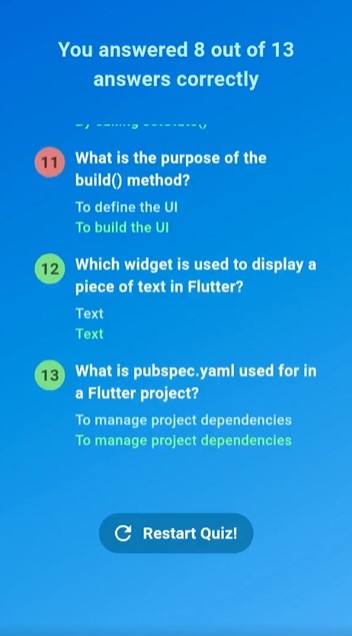 You answered 8 out of 13
answers correctly
11
What is the purpose of the
build() method?
To define the UI
To build the UI
12
Which widget is used to display a
piece of text in Flutter?
Text
Text
13
What is pubspec.yaml used for in
a Flutter project?
To manage project dependencies
To manage project dependencies
Restart Quiz!